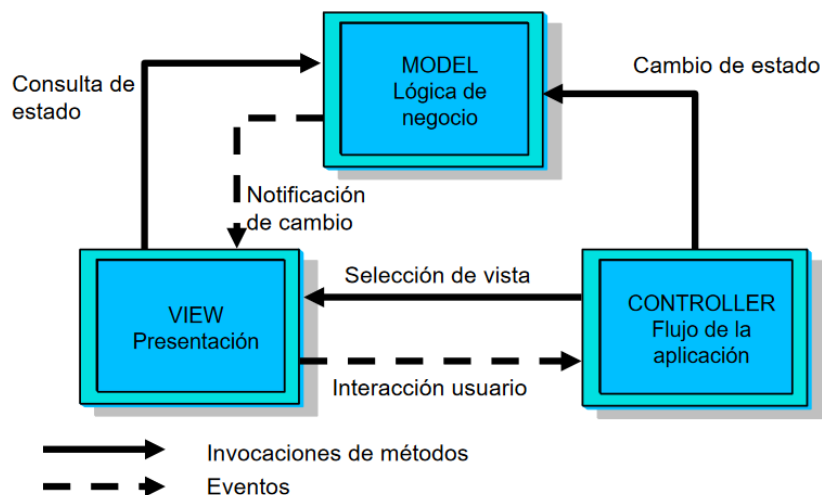 MODEL
Lógica de
negocio
Consulta de
estado
Cambio de estado
Notificación
de cambio
Selección de vista
VIEW
Presentación
CONTROLLER
Flujo de la
aplicación
Interacción usuario
Invocaciones de métodos
Eventos